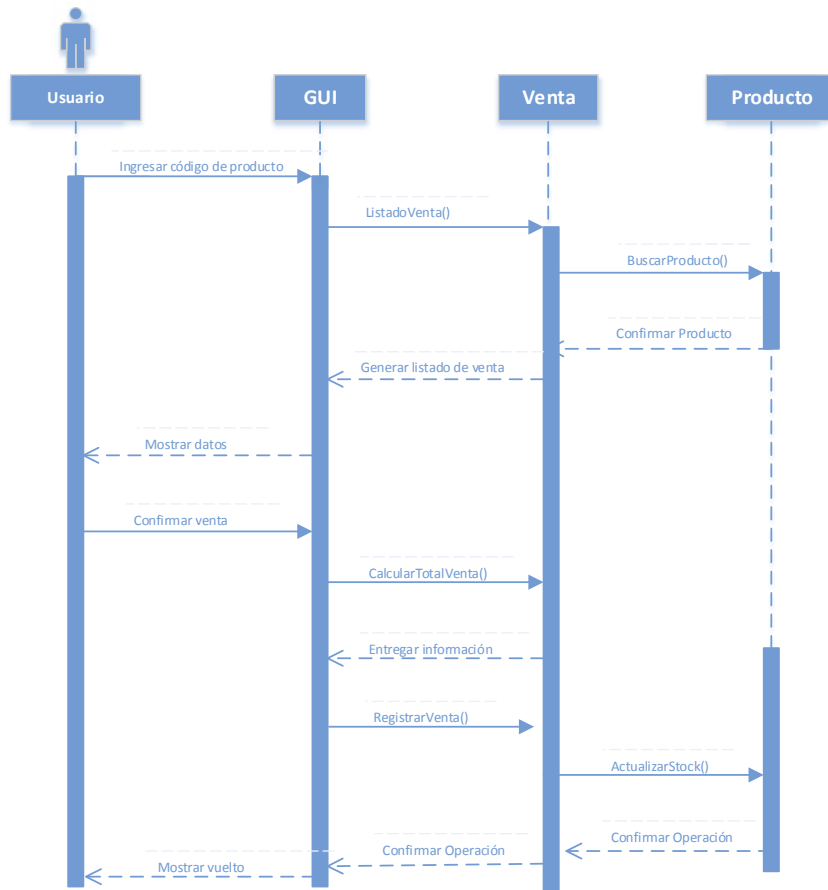 Usuario
GUI
Venta
Producto
Ingresar código de producto
ListadoVenta()
BuscarProducto()
Confirmar Producto
Generar listado de venta
Mostrar datos
Confirmar venta
CalcularTotalVenta()
Entregar información
RegistrarVenta()
ActualizarStock()
Confirmar Operación
Confirmar Operación
Mostrar vuelto